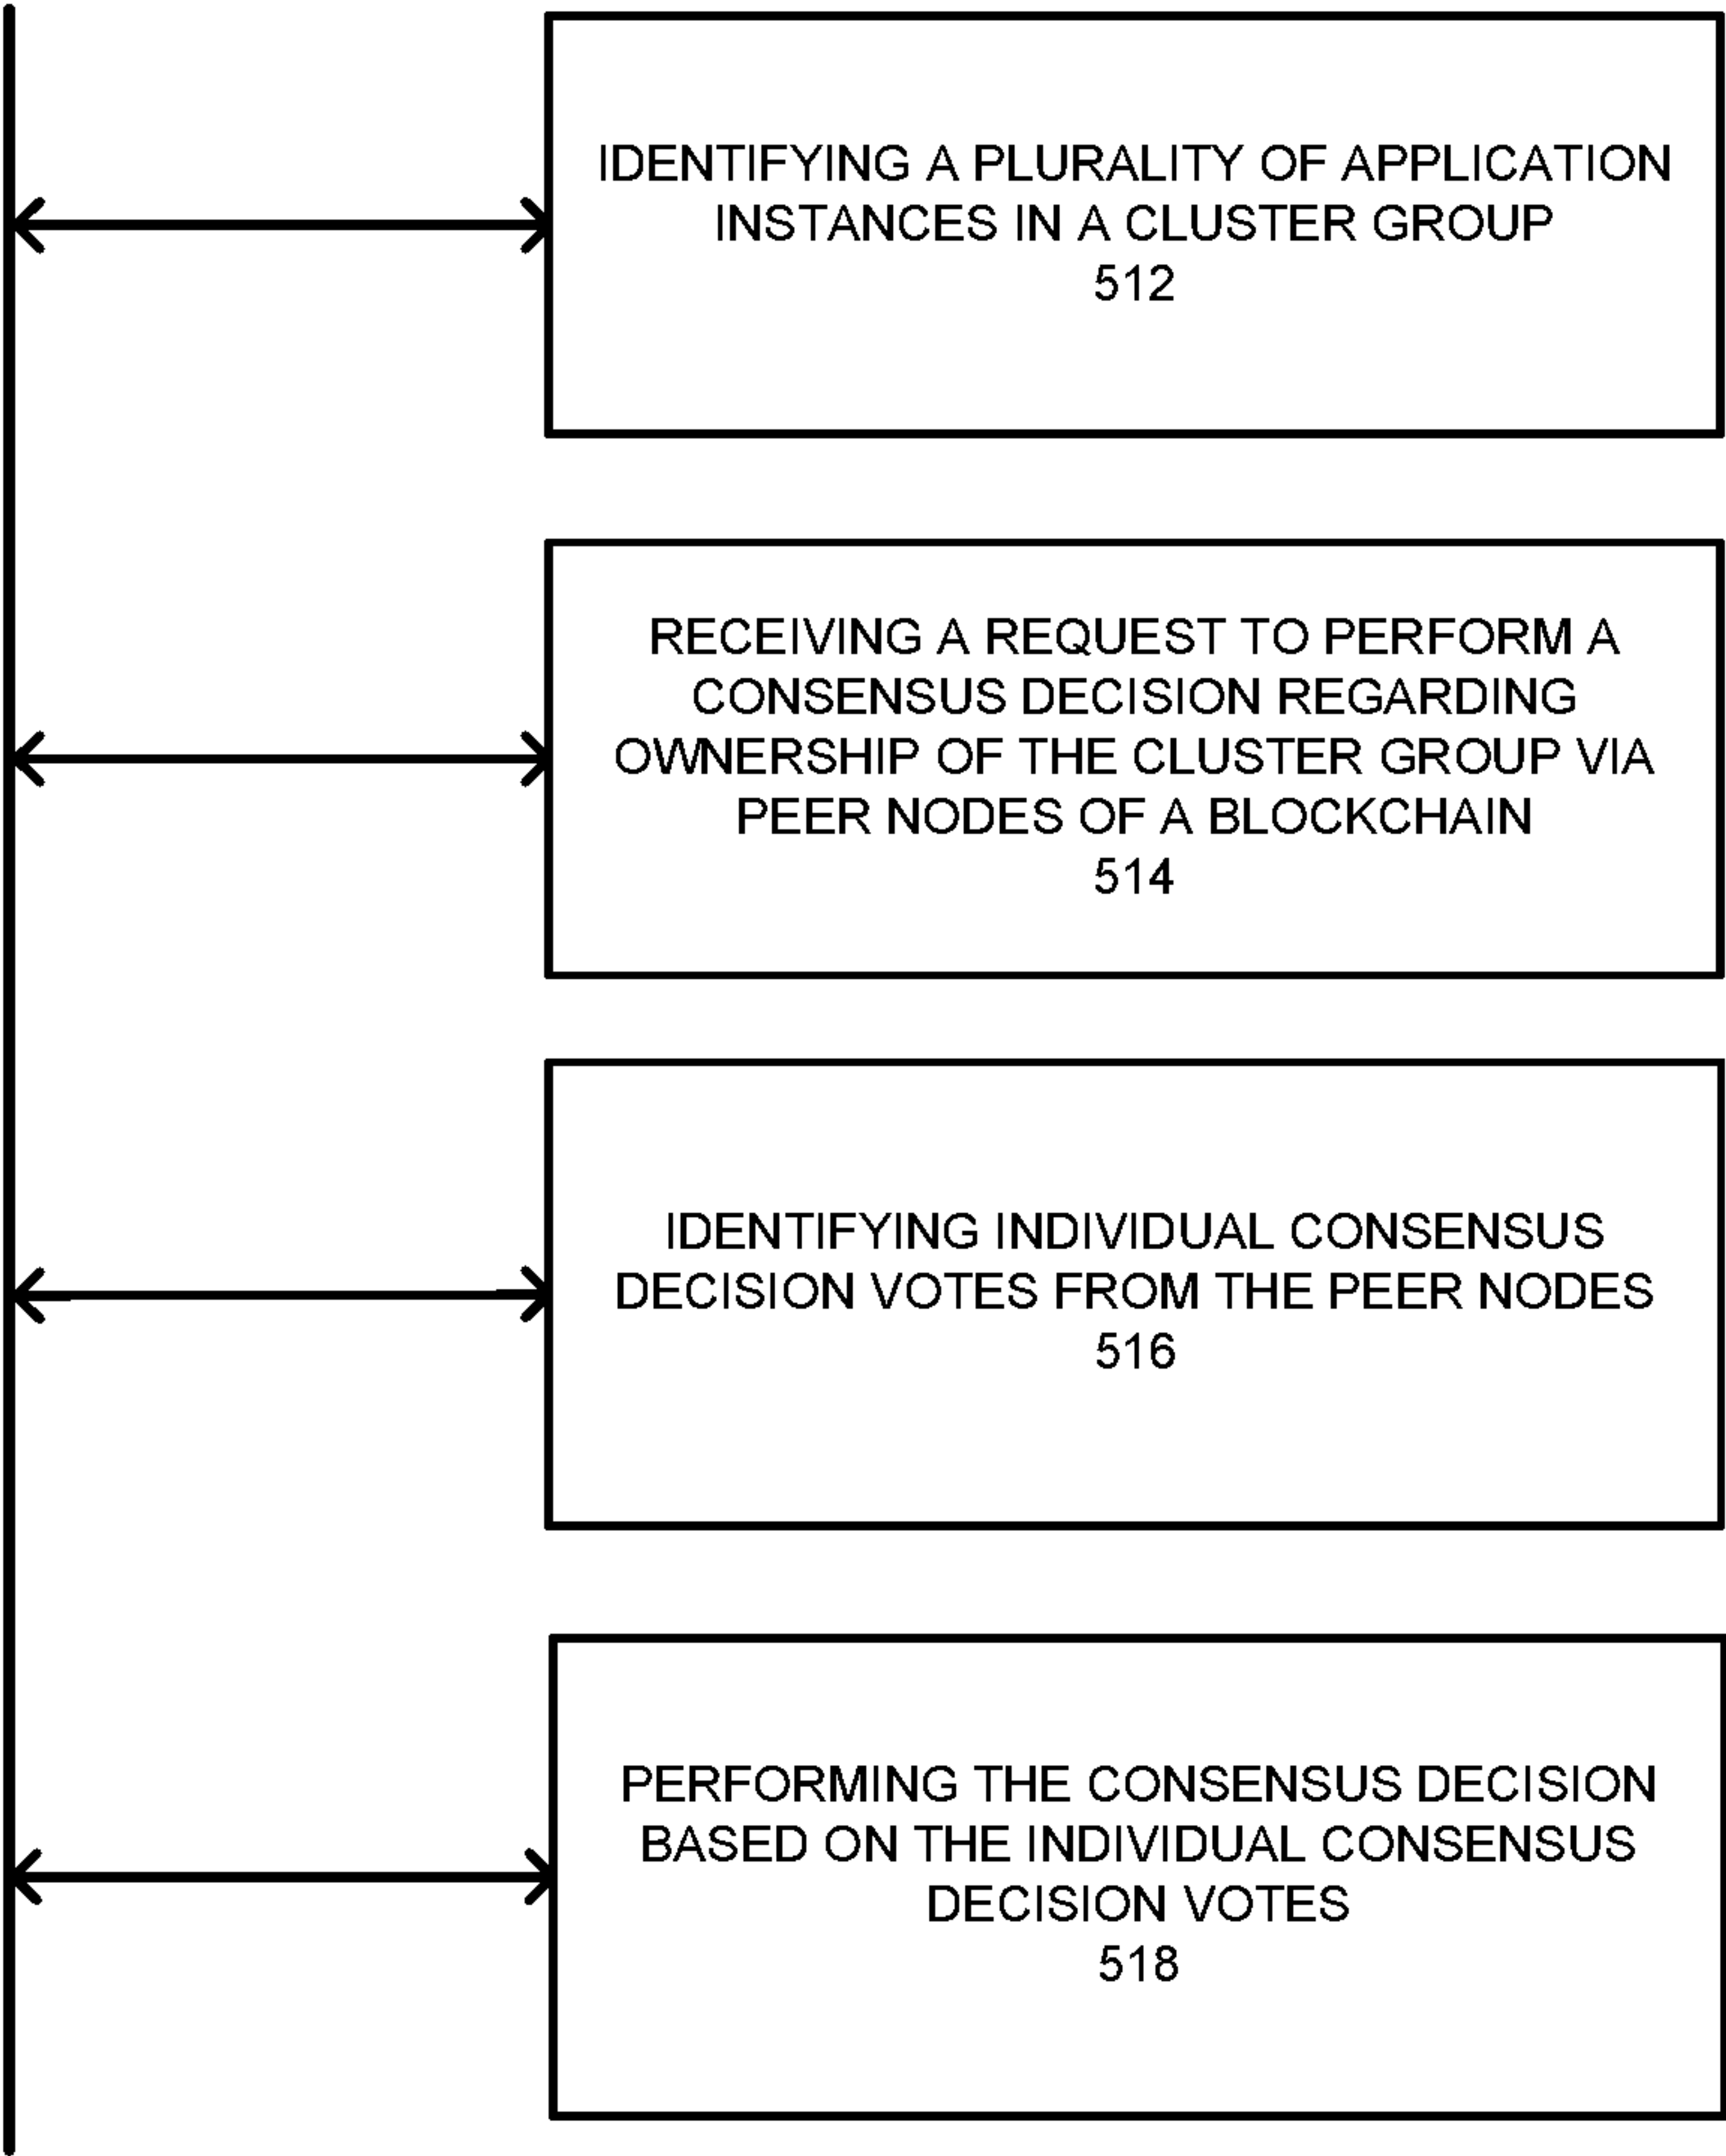 IDENTIFYING A PLURALITY OF APPLICATION
INSTANCES IN A CLUSTER GROUP
512
RECEIVING A REQUEST TO PERFORM A
CONSENSUS DECISION REGARDING
OWNERSHIP OF THE CLUSTER GROUP VIA
PEER NODES OF A BLOCKCHAIN
514
IDENTIFYING INDIVIDUAL CONSENSUS
DECISION VOTES FROM THE PEER NODES
516
PERFORMING THE CONSENSUS DECISION
BASED ON THE INDIVIDUAL CONSENSUS
DECISION VOTES
518